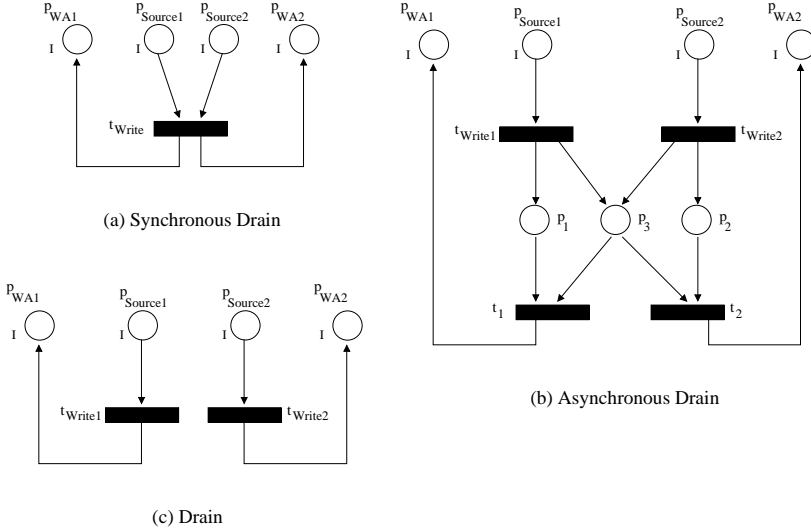 pWA1 pSource1 pSource2 pWA2
I I I I
tWrite
(a) Synchronous Drain
pWA1 pSource1 pSource2 pWA2
I I I I
tWrite1 tWrite2
p1 p3 p2
t1 t2
(b) Asynchronous Drain
pWA1 pSource1 pSource2 pWA2
I I I I
tWrite1 tWrite2
(c) Drain